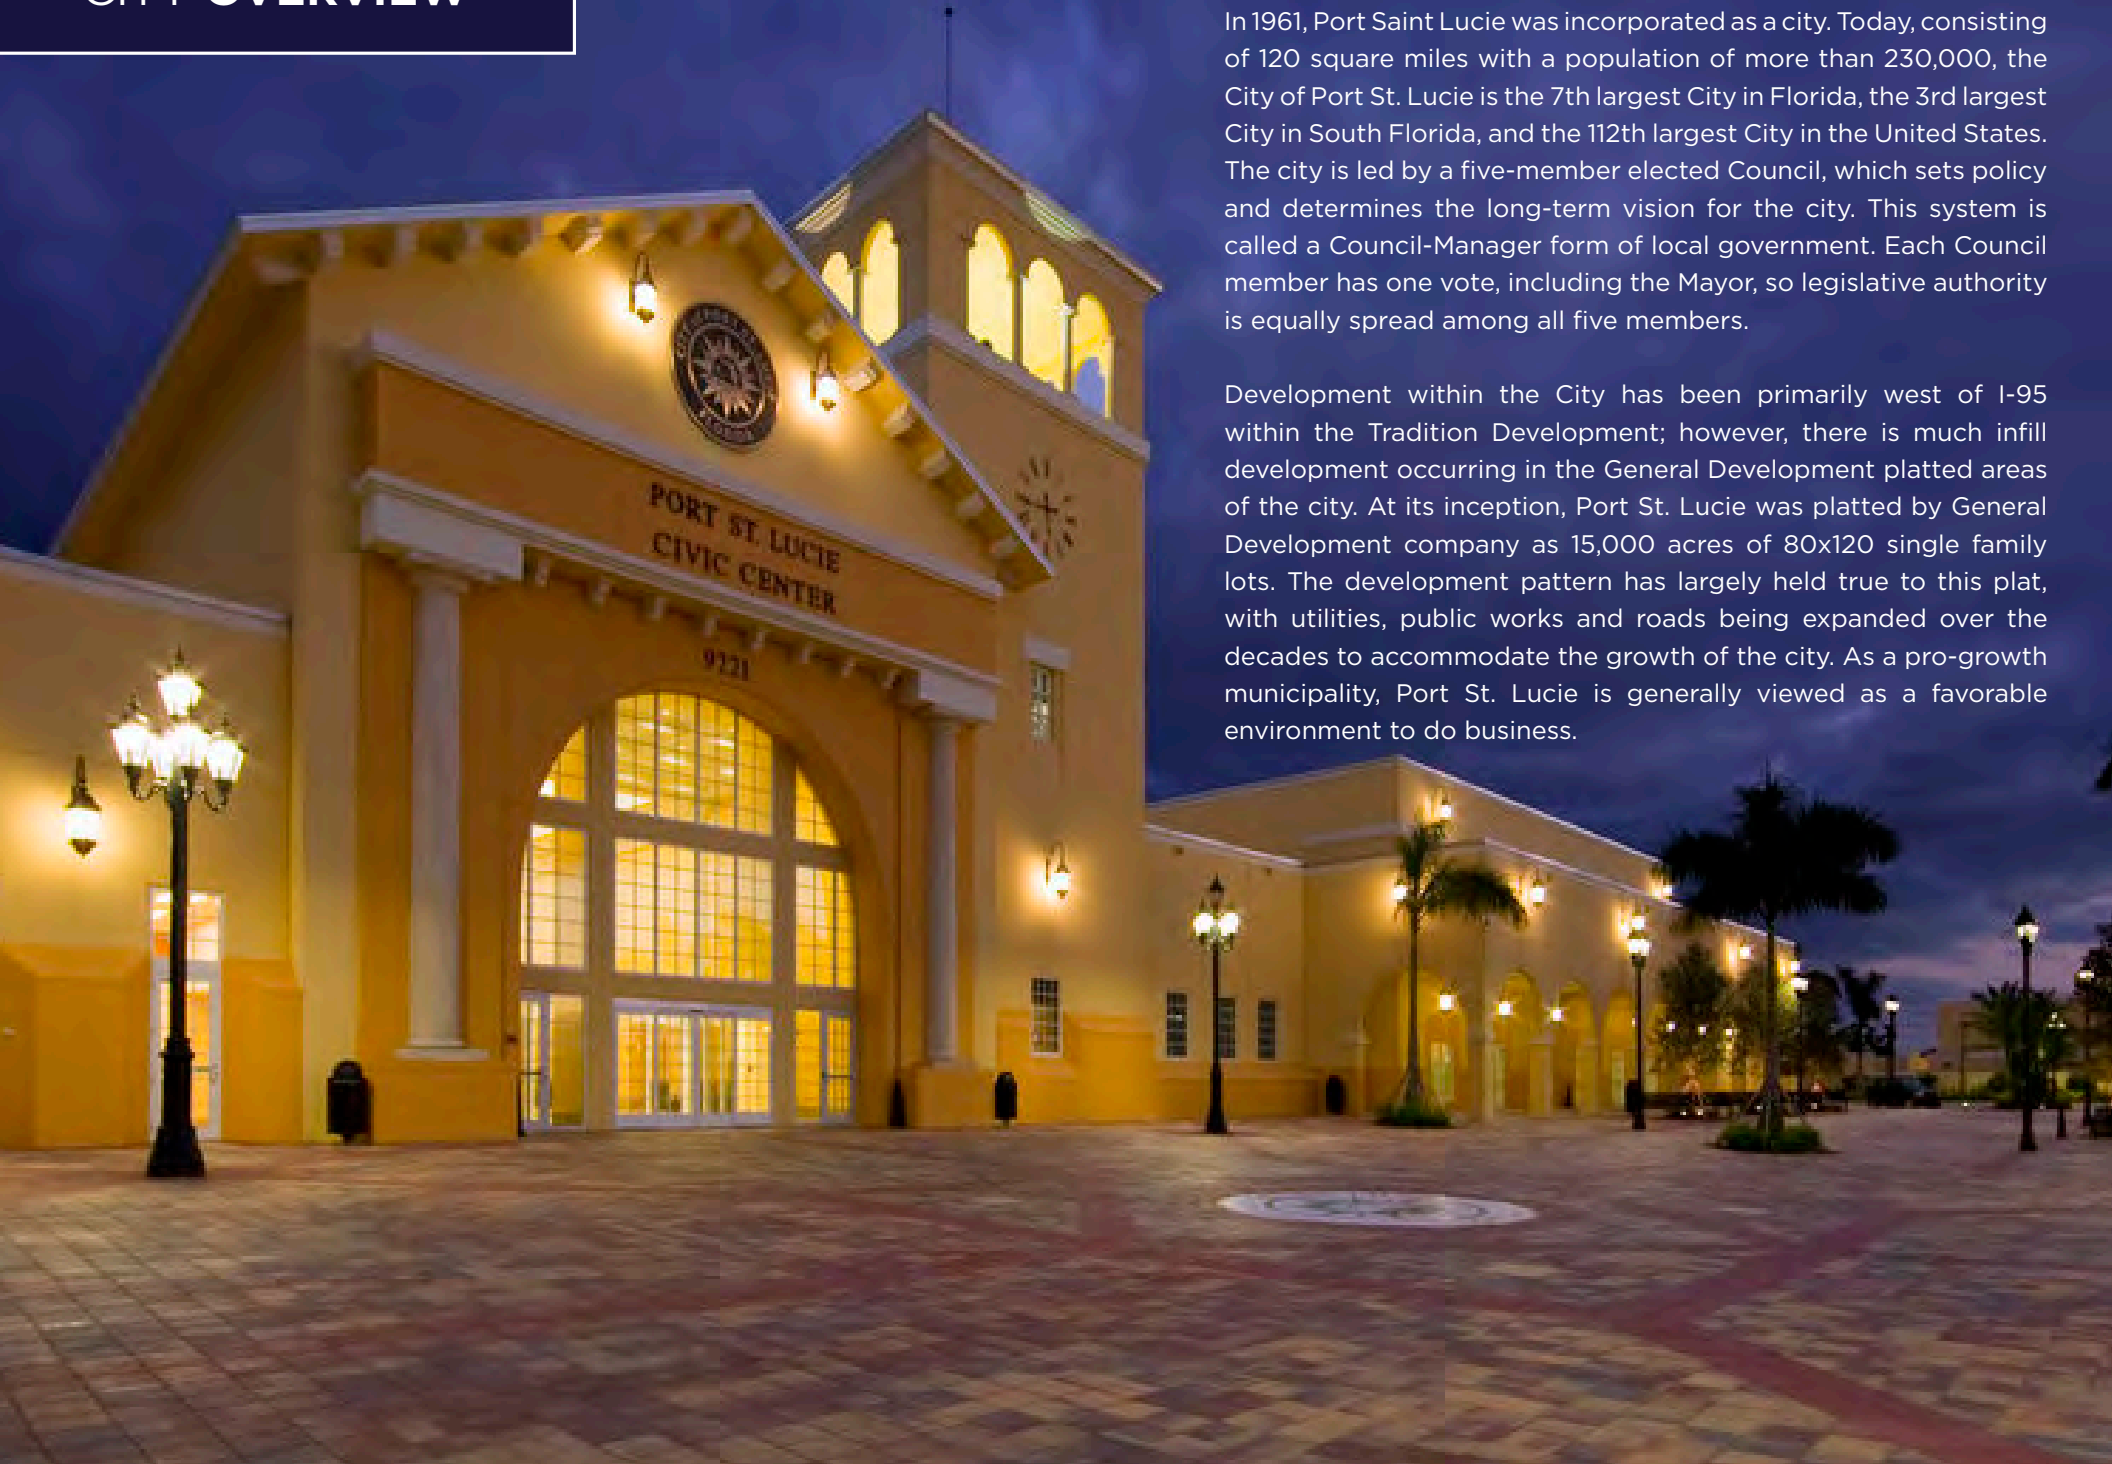 CITY OVERVIEW
In 1961, Port Saint Lucie was incorporated as a city. Today, consisting
of 120 square miles with a population of more than 230,000, the
City of Port St. Lucie is the 7th largest City in Florida, the 3rd largest
City in South Florida, and the 112th largest City in the United States.
The city is led by a five-member elected Council, which sets policy
and determines the long-term vision for the city. This system is
called a Council-Manager form of local government. Each Council
member has one vote, including the Mayor, so legislative authority
is equally spread among all five members.
Development within the City has been primarily west of I-95
within the Tradition Development; however, there is much infill
development occurring in the General Development platted areas
of the city. At its inception, Port St. Lucie was platted by General
Development company as 15,000 acres of 80x120 single family
lots. The development pattern has largely held true to this plat,
with utilities, public works and roads being expanded over the
decades to accommodate the growth of the city. As a pro-growth
municipality, Port St. Lucie is generally viewed as a favorable
environment to do business.
PORT ST. LUCIE
CIVIC CENTER
9221
FLORIDA